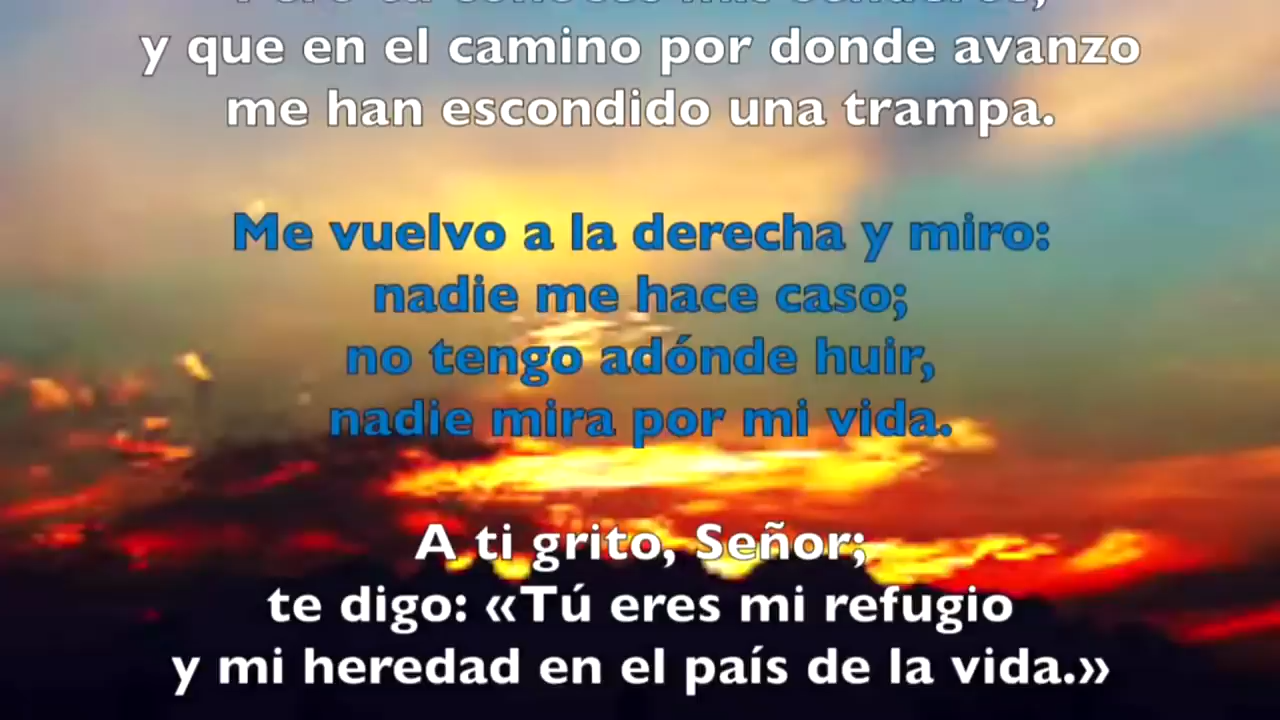 y que en el camino por donde avanzo
me han escondido una trampa.
Me vuelvo a la derecha y miro:
nadie me hace caso;
no tengo adónde huir,
nadie mira por mi vida.
A ti grito, Señor;
te digo: «Tú eres mi refugio
y mi heredad en el país de la vida.»